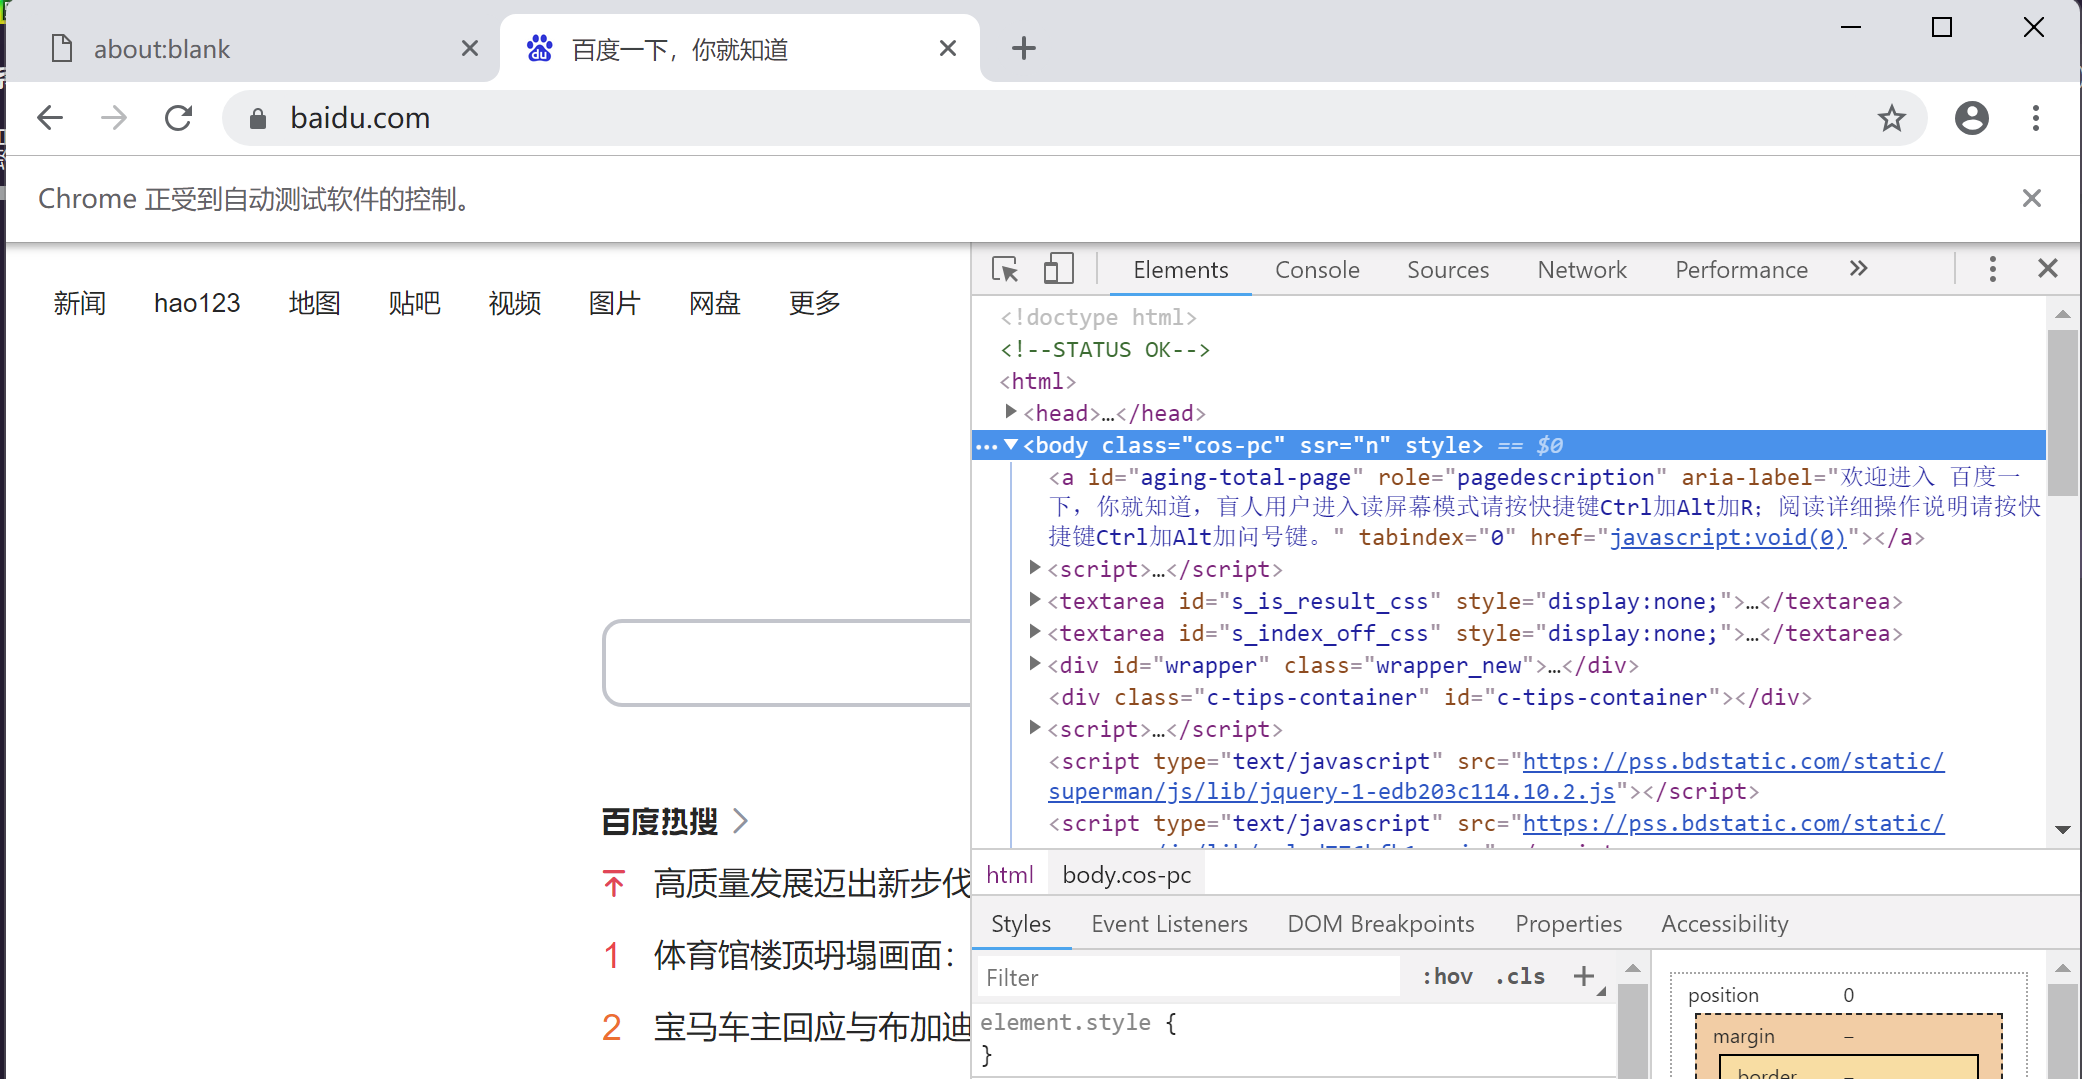 about:blank
百度一下，你就知道
baidu.com
Chrome 正受到自动测试软件的控制。
新闻 hao123 地图 贴吧 视频 图片 网盘 更多
百度热搜
高质量发展迈出新步伐
1 体育馆楼顶坍塌画面：
2 宝马车主回应与布加迪
Elements Console Sources Network Performance
<!doctype html>
<!--STATUS OK-->
<html>
<head>…</head>
<body class="cos-pc" ssr="n" style> == $0
<a id="aging-total-page" role="pagedescription" aria-label="欢迎进入 百度一
下，你就知道，盲人用户进入读屏幕模式请按快捷键Ctrl加Alt加R；阅读详细操作说明请按快
捷键Ctrl加Alt加问号键。" tabindex="0" href="javascript:void(0)"></a>
<script>…</script>
<textarea id="s_is_result_css" style="display:none;">…</textarea>
<textarea id="s_index_off_css" style="display:none;">…</textarea>
<div id="wrapper" class="wrapper_new">…</div>
<div class="c-tips-container" id="c-tips-container"></div>
<script>…</script>
<script type="text/javascript" src="https://pss.bdstatic.com/static/
superman/js/lib/jquery-1-edb203c114.10.2.js"></script>
<script type="text/javascript" src="https://pss.bdstatic.com/static/
html body.cos-pc
Styles Event Listeners DOM Breakpoints Properties Accessibility
Filter :hov .cls
element.style {
}
position 0
margin –
border –